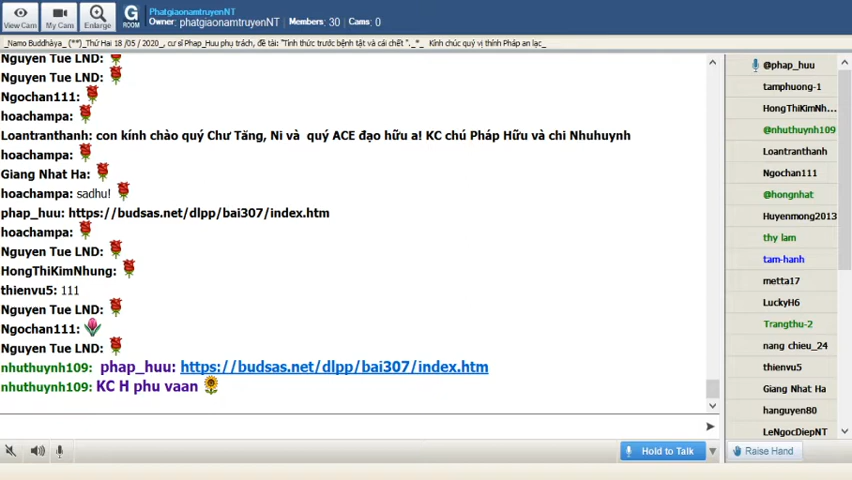 View Cam
My Cam
Enlarge
G
ROOM
PhatgiaonamtruyenNT
Owner: phatgiaonamtruyenNT
Members: 30
Cams: 0
_Namo Buddhàya_ (**)_Thứ Hai 18 /05 / 2020_, cư sĩ Phap_Huu phụ trách, đề tài: "Tỉnh thức trước bệnh tật và cái chết "._*_ Kính chúc quý vị thính Pháp an lạc_
Nguyen Tue LND:
Nguyen Tue LND:
Ngochan111:
hoachampa:
Loantranthanh: con kính chào quý Chư Tăng, Ni và quý ACE đạo hữu ạ! KC chú Pháp Hữu và chi Nhuhuynh
hoachampa:
Giang Nhat Ha:
hoachampa: sadhu!
phap_huu: https://budsas.net/dlpp/bai307/index.htm
hoachampa:
Nguyen Tue LND:
HongThiKimNhung:
thienvu5: 111
Nguyen Tue LND:
Ngochan111:
Nguyen Tue LND:
nhuthuynh109: phap_huu: https://budsas.net/dlpp/bai307/index.htm
nhuthuynh109: KC H phu vaan
Hold to Talk
@phap_huu
tamphuong-1
HongThiKimNh...
@nhuthuynh109
Loantranthanh
Ngochan111
@hongnhat
Huyenmong2013
thy lam
tam-hanh
metta17
LuckyH6
Trangthu-2
nang chieu_24
thienvu5
Giang Nhat Ha
hanguyen80
LeNgocDiepNT
Raise Hand